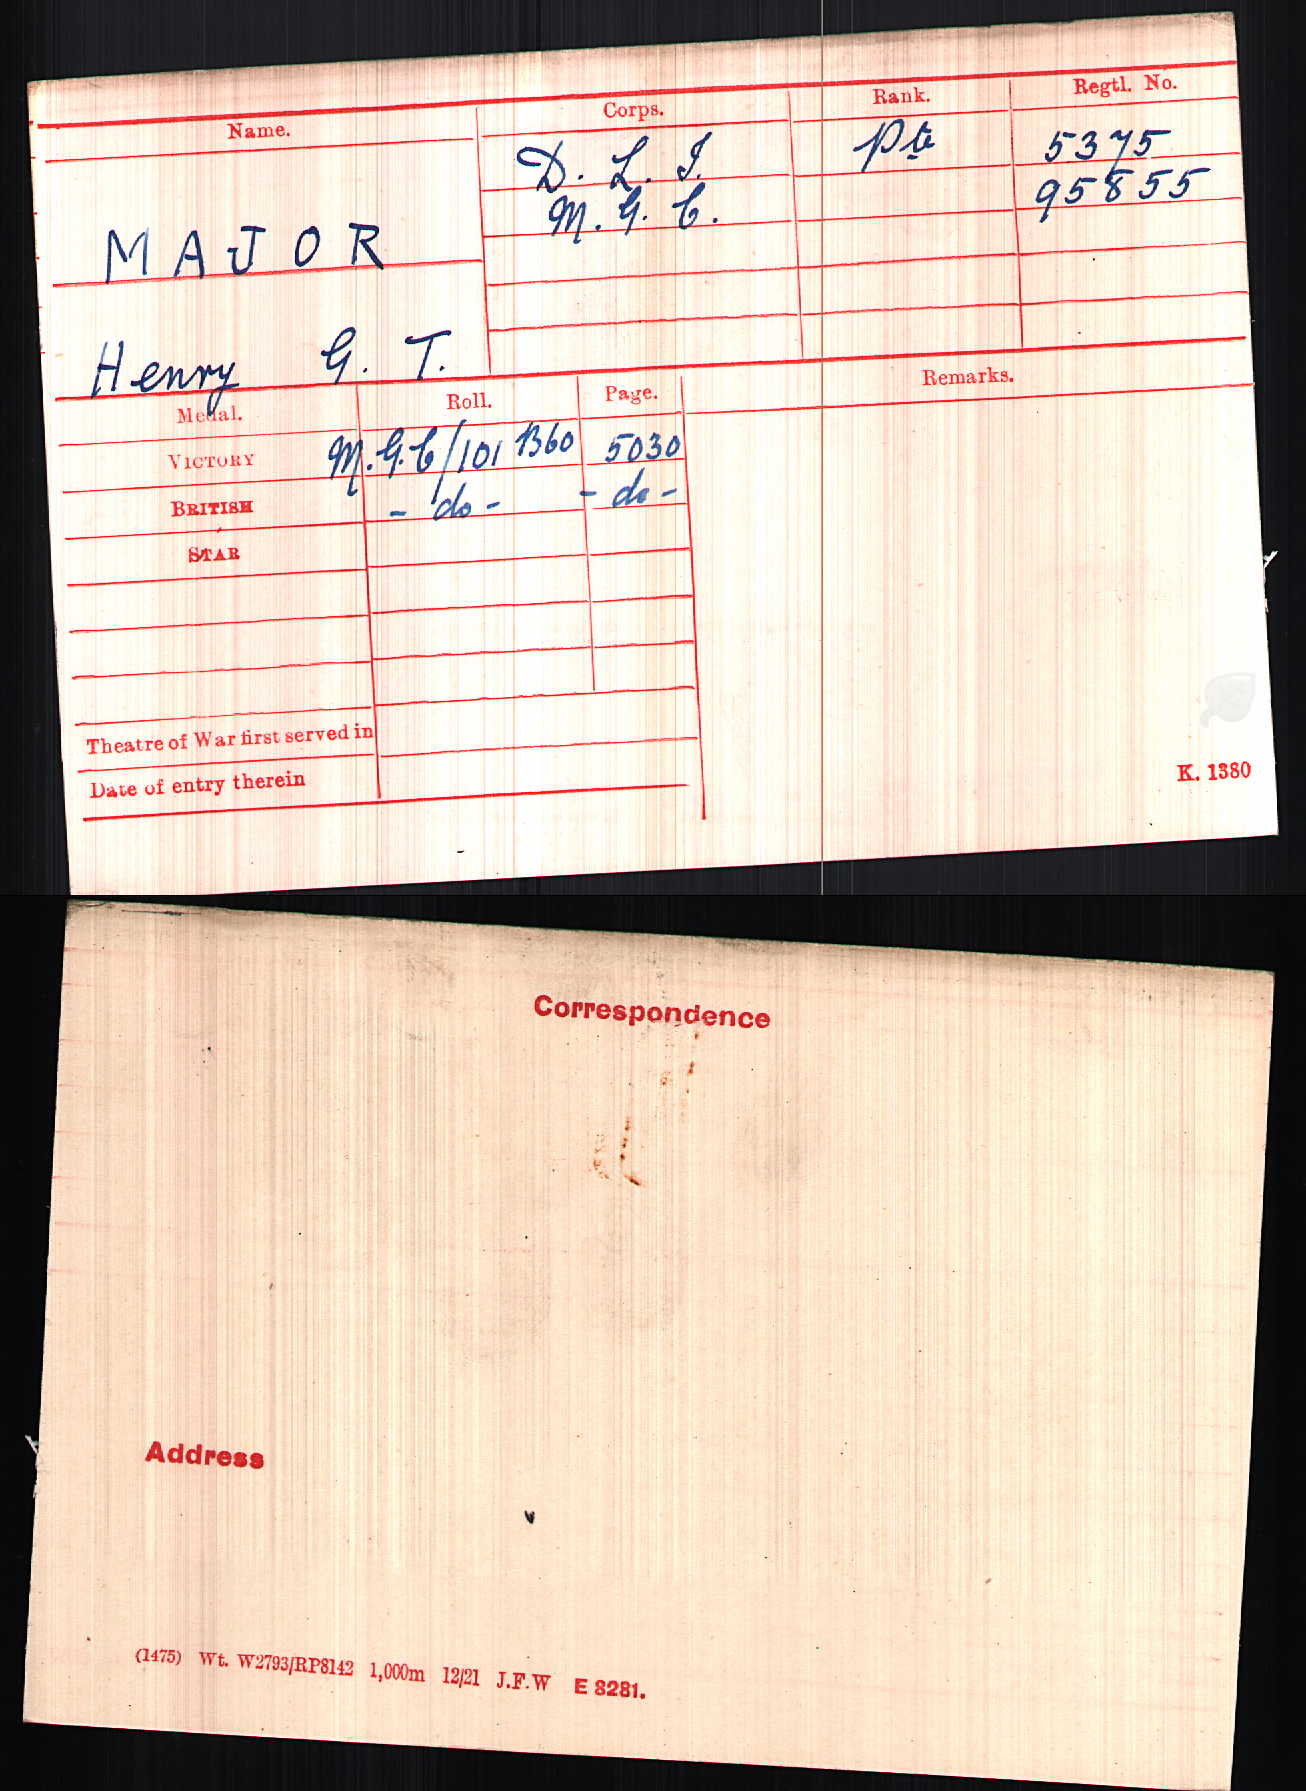 Name. Corps. Rank. Regtl. No.
MAJOR D. L. I. Pte 5375
M. G. C. 95855
Henry G. T.
Medal. Roll. Page. Remarks.
VICTORY M.G.C/101 B60 5030
BRITISH - do - - do -
STAR
Theatre of War first served in
Date of entry therein
K. 1380
Correspondence
Address
(1475) Wt. W2793/RP8142 1,000m 12/21 J.F.W E 8281.